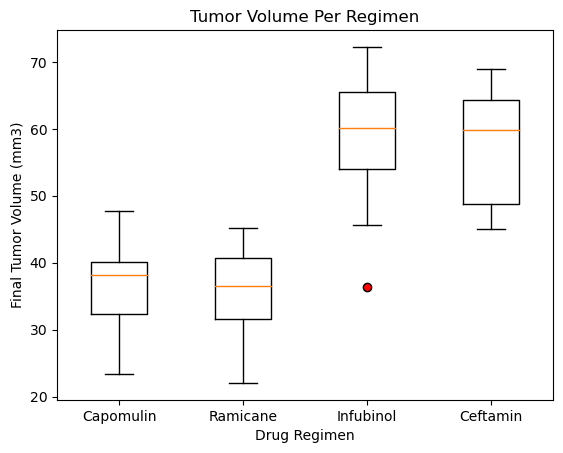 Tumor Volume Per Regimen
Final Tumor Volume (mm3)
70
60
50
40
30
20
Capomulin Ramicane Infubinol Ceftamin
Drug Regimen